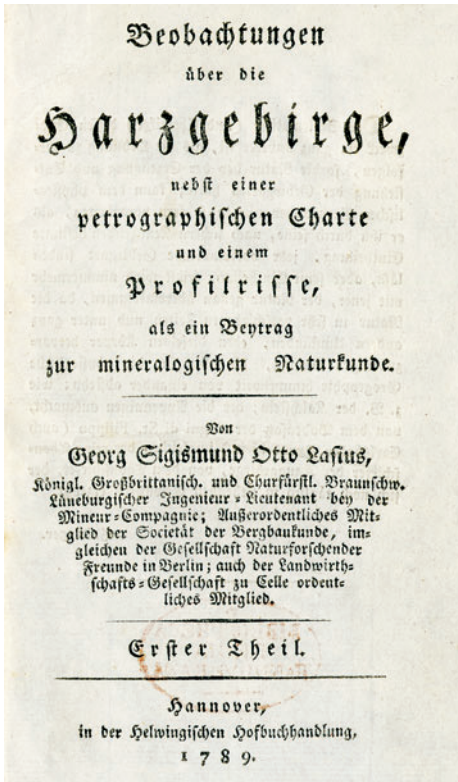 Beobachtungen
über die
Harzgebirge,
nebst einer
petrographischen Charte
und einem
Profilrisse,
als ein Beytrag
zur mineralogischen Naturkunde.
Von
Georg Sigismund Otto Lasius,
Königl. Großbrittanisch. und Churfürstl. Braunschw.
Lüneburgischer Ingenieur-Lieutenant bey der
Mineur-Compagnie; Außerordentliches Mit-
glied der Societät der Bergbaukunde, im-
gleichen der Gesellschaft Naturforschender
Freunde in Berlin; auch der Landwirth-
schafts-Gesellschaft zu Celle ordent-
liches Mitglied.
Erster Theil.
Hannover,
in der Helwingischen Hofbuchhandlung,
1789.